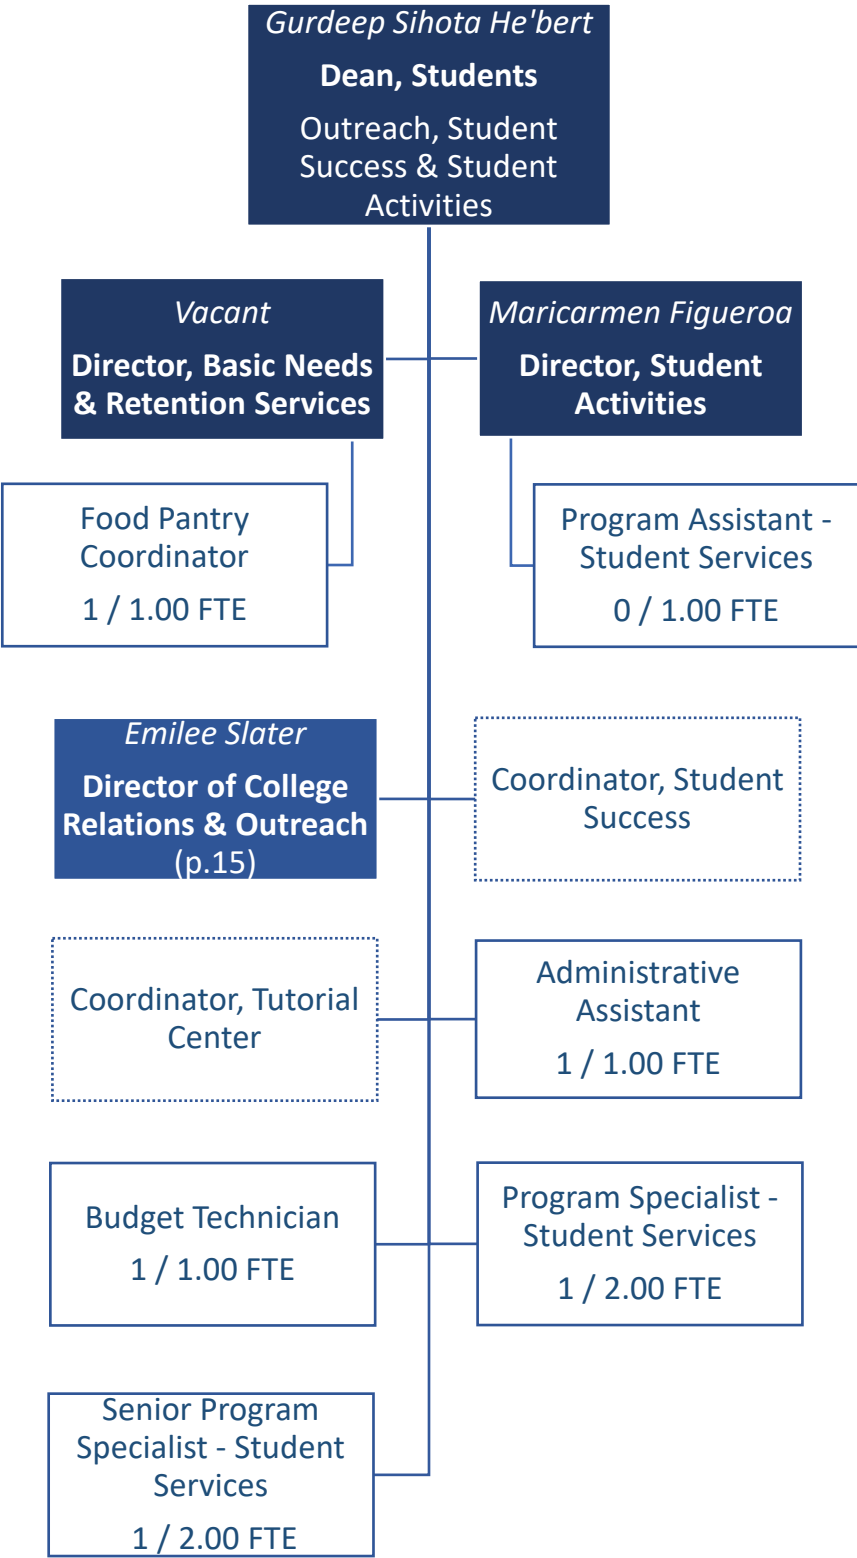 Gurdeep Sihota He'bert
Dean, Students
Outreach, Student
Success & Student
Activities
Vacant
Director, Basic Needs
& Retention Services
Maricarmen Figueroa
Director, Student
Activities
Food Pantry
Coordinator
1 / 1.00 FTE
Program Assistant -
Student Services
0 / 1.00 FTE
Emilee Slater
Director of College
Relations & Outreach
(p.15)
Coordinator, Student
Success
Coordinator, Tutorial
Center
Administrative
Assistant
1 / 1.00 FTE
Budget Technician
1 / 1.00 FTE
Program Specialist -
Student Services
1 / 2.00 FTE
Senior Program
Specialist - Student
Services
1 / 2.00 FTE